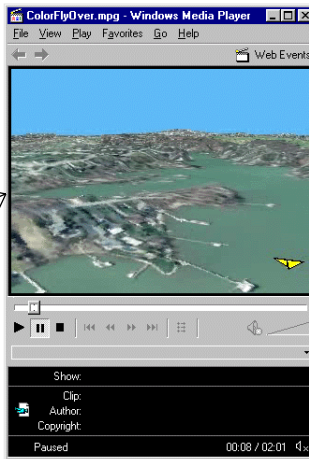 ColorFlyOver.mpg - Windows Media Player
File View Play Favorites Go Help
Web Events
Show:
Clip:
Author:
Copyright:
Paused 00:08 / 02:01